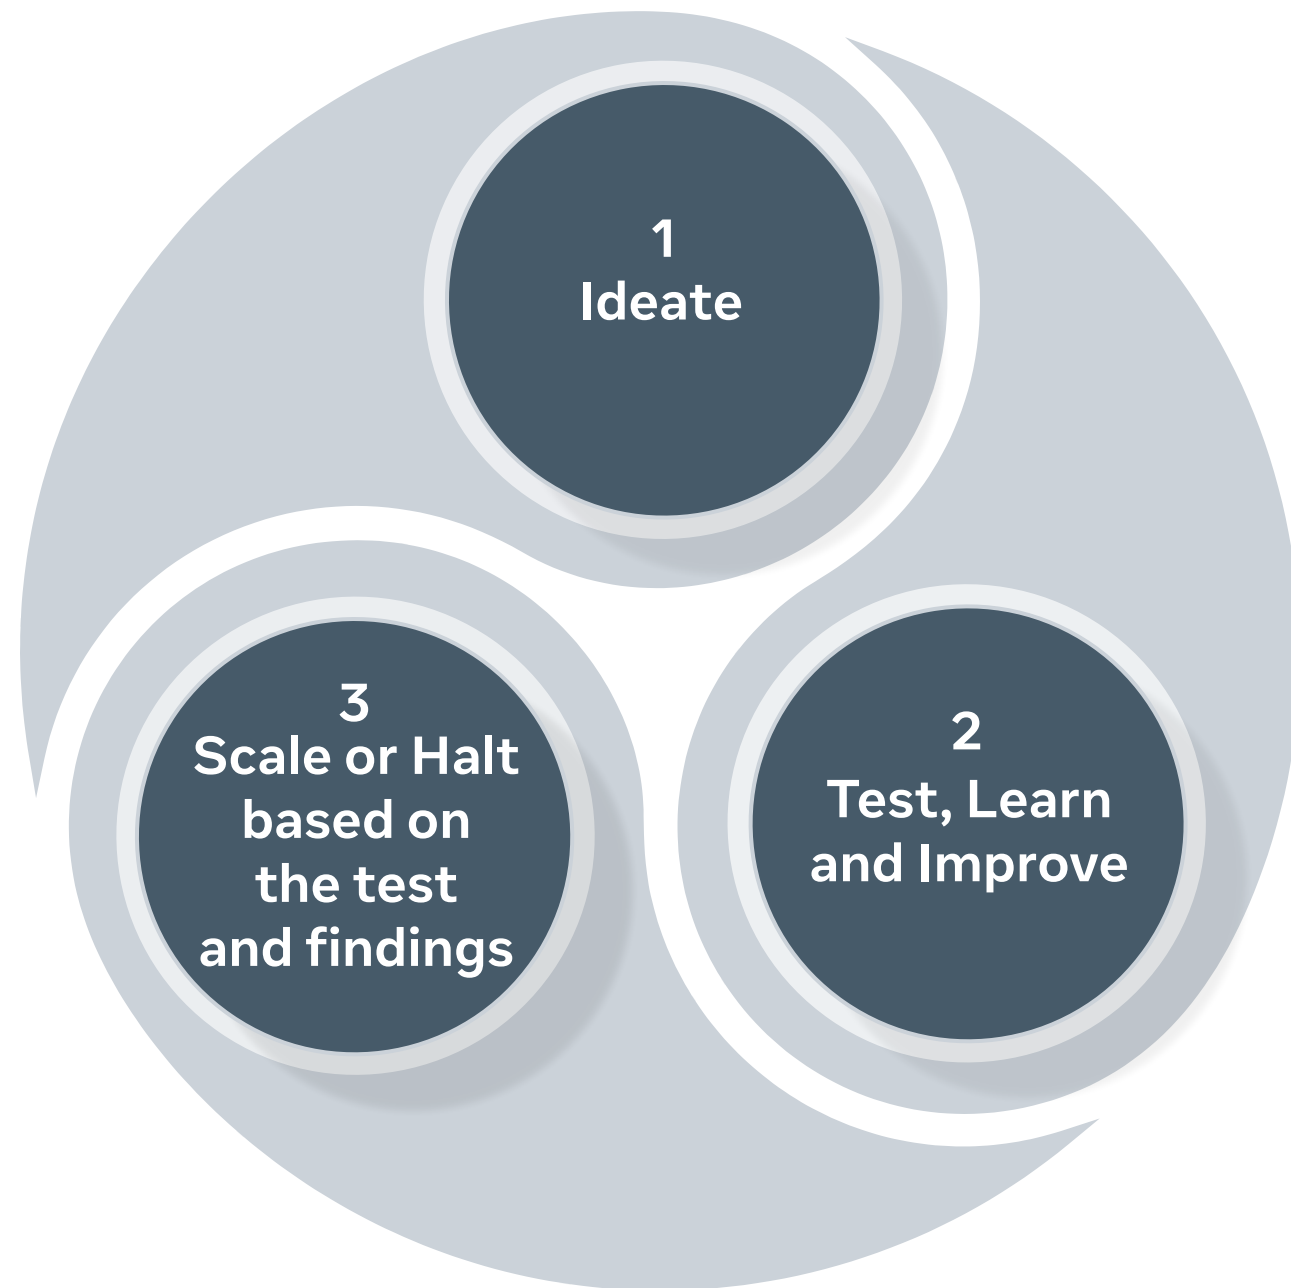 1
Ideate
2
Test, Learn
and Improve
3
Scale or Halt
based on
the test
and findings